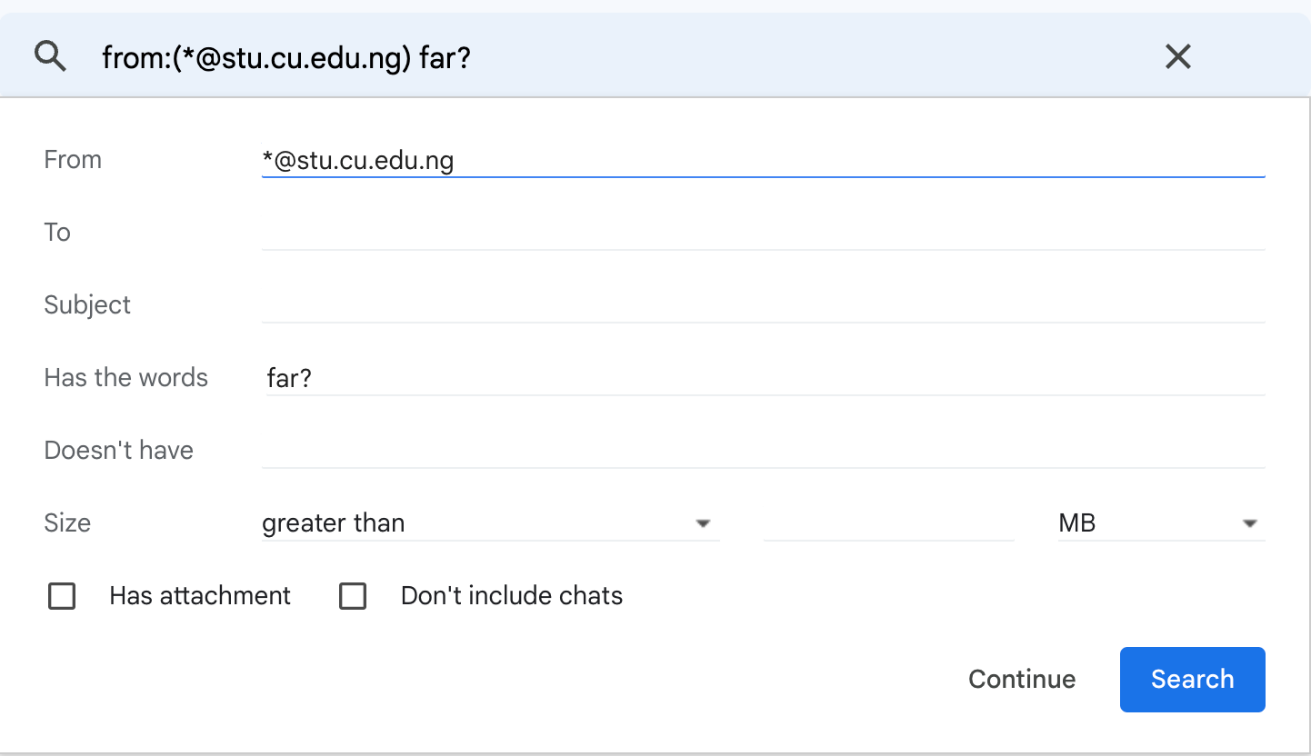 from:(*@stu.cu.edu.ng) far?
From *@stu.cu.edu.ng
To
Subject
Has the words far?
Doesn't have
Size greater than MB
Has attachment Don't include chats
Continue Search